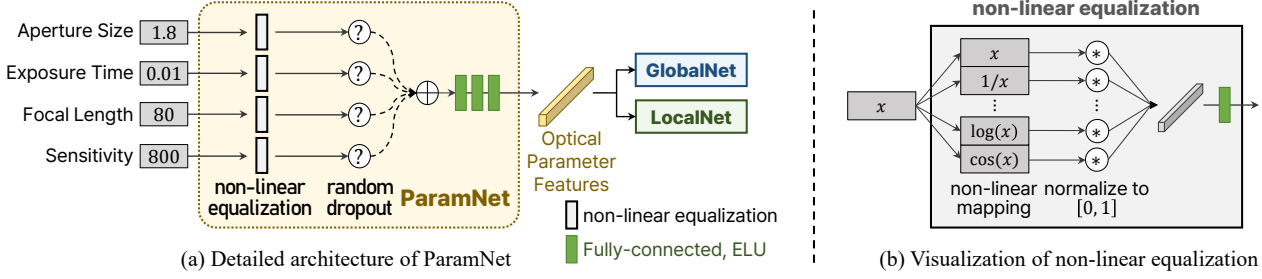 Aperture Size 1.8
Exposure Time 0.01
Focal Length 80
Sensitivity 800
? ? ? ?
non-linear
equalization
random
dropout
ParamNet
GlobalNet
LocalNet
Optical
Parameter
Features
non-linear equalization
Fully-connected, ELU
(a) Detailed architecture of ParamNet
non-linear equalization
x
x
1/x
⋮
log(x)
cos(x)
* * ⋮ * *
non-linear
mapping
normalize to
[0, 1]
(b) Visualization of non-linear equalization